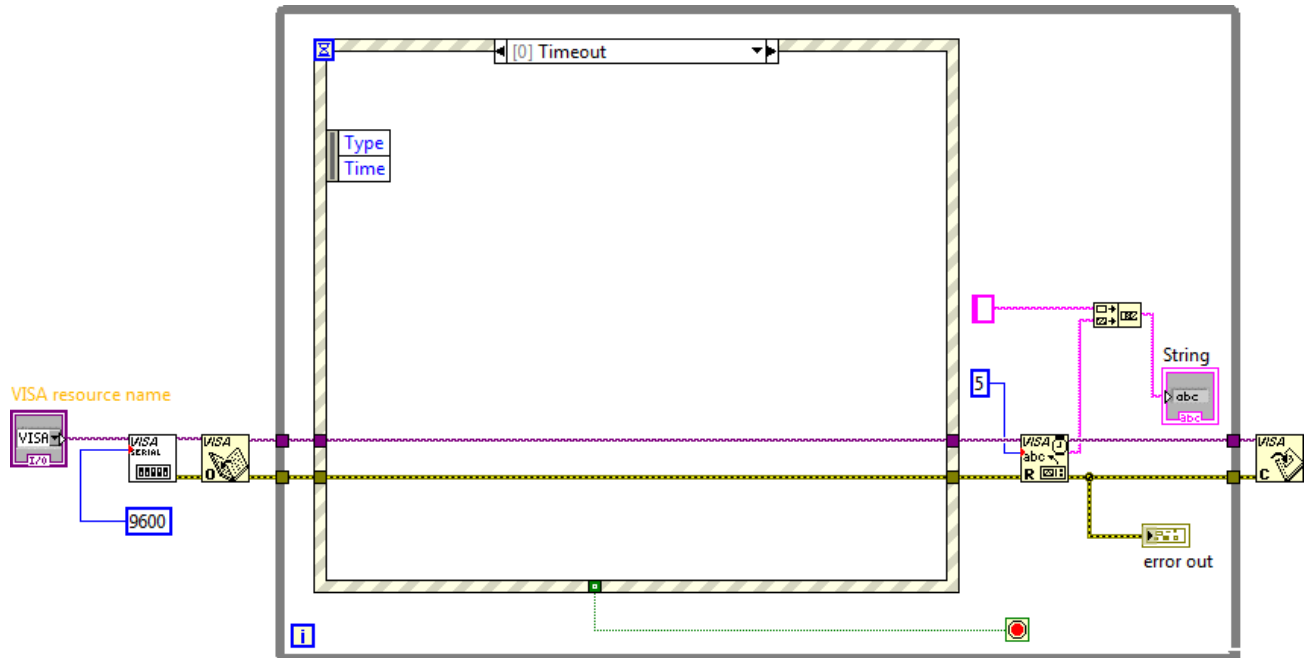 [0] Timeout
Type
Time
String
abc
abc
5
VISA resource name
VISA
I/O
VISA
SERIAL
VISA
O
VISA
abc
R
VISA
C
9600
error out
i